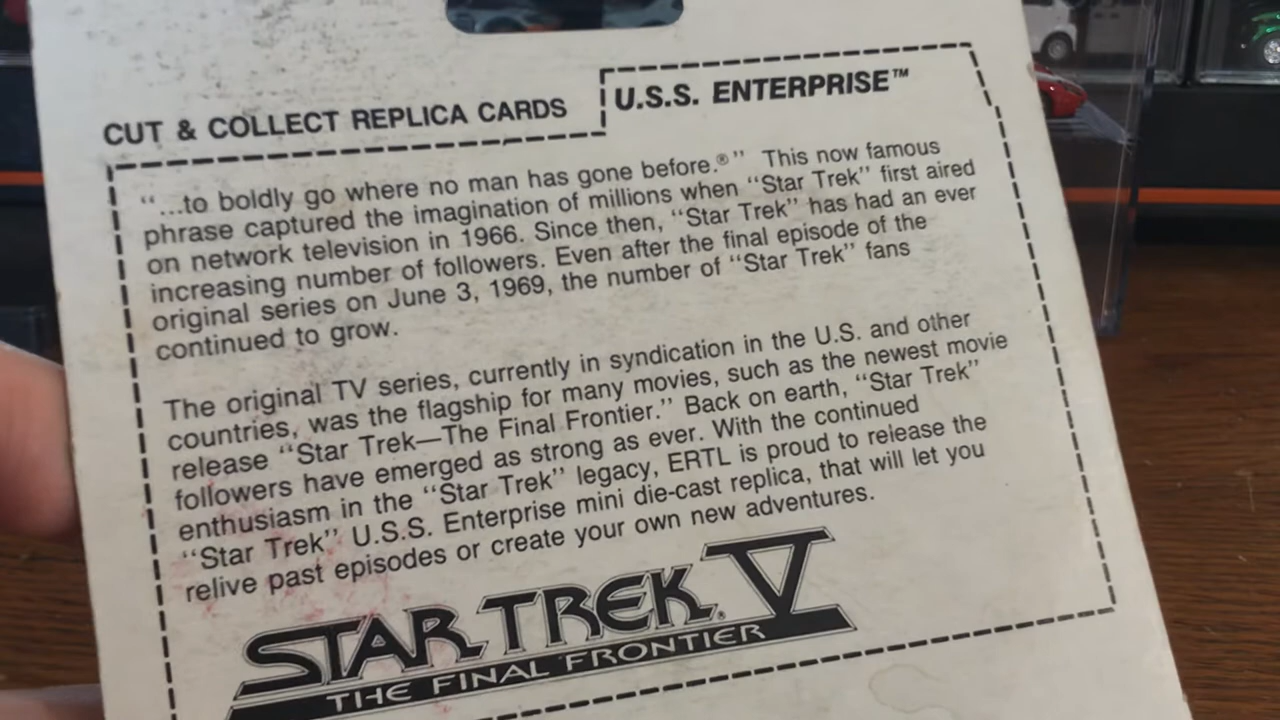 CUT & COLLECT REPLICA CARDS
U.S.S. ENTERPRISE™
“...to boldly go where no man has gone before.®” This now famous
phrase captured the imagination of millions when “Star Trek” first aired
on network television in 1966. Since then, “Star Trek” has had an ever
increasing number of followers. Even after the final episode of the
original series on June 3, 1969, the number of “Star Trek” fans
continued to grow.
The original TV series, currently in syndication in the U.S. and other
countries, was the flagship for many movies, such as the newest movie
release “Star Trek—The Final Frontier.” Back on earth, “Star Trek”
followers have emerged as strong as ever. With the continued
enthusiasm in the “Star Trek” legacy, ERTL is proud to release the
“Star Trek” U.S.S. Enterprise mini die-cast replica, that will let you
relive past episodes or create your own new adventures.
STAR TREK® V
THE FINAL FRONTIER